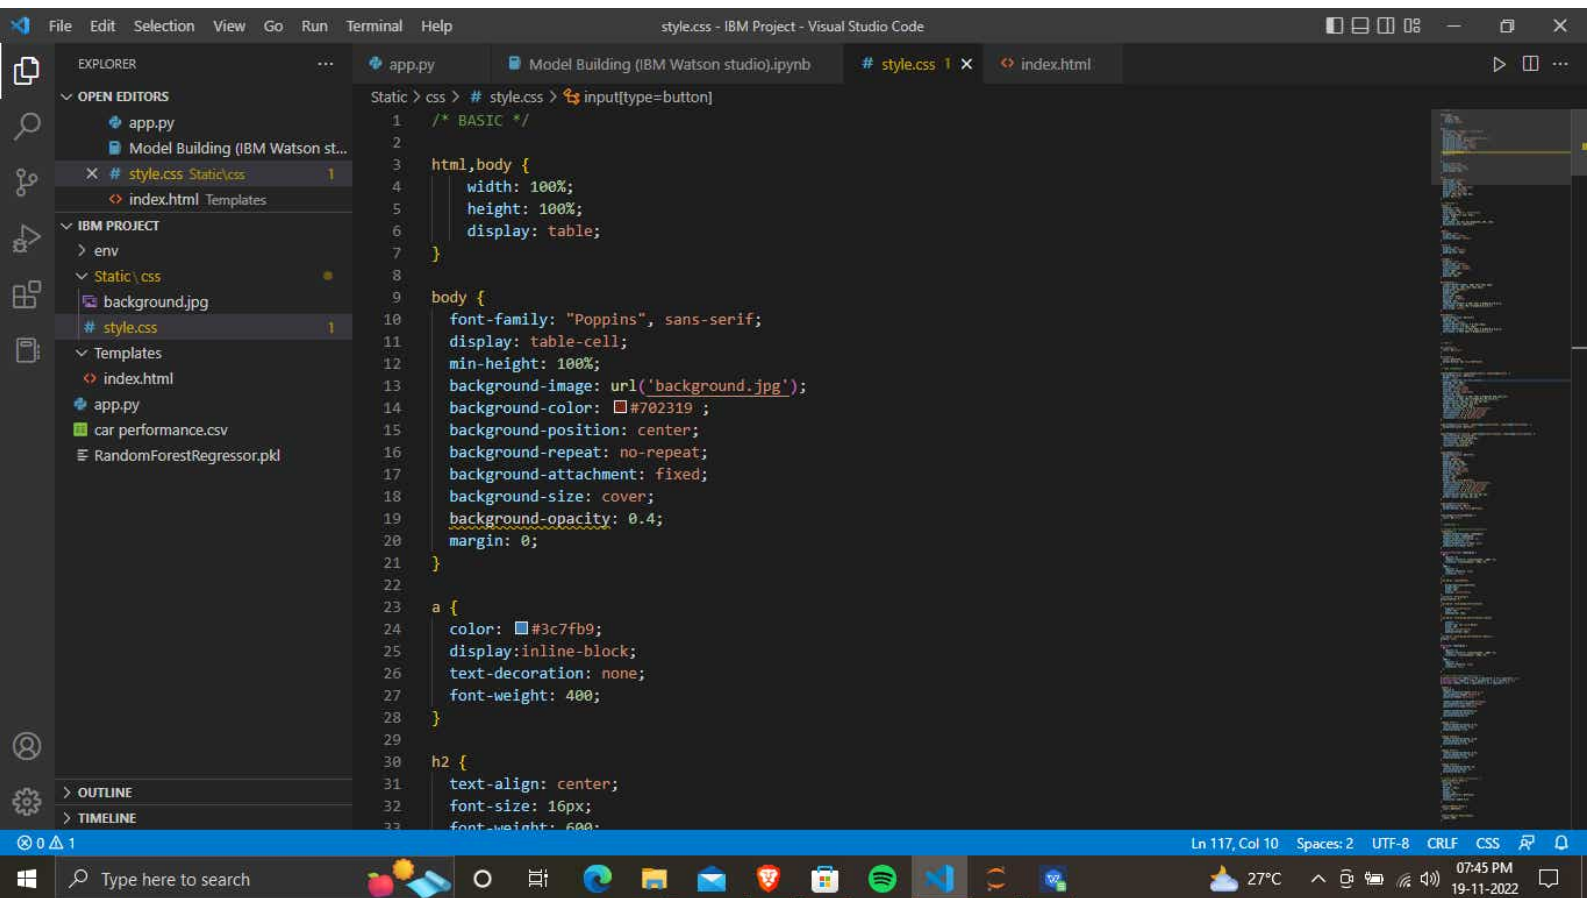 File Edit Selection View Go Run Terminal Help
style.css - IBM Project - Visual Studio Code
EXPLORER
app.py
Model Building (IBM Watson studio).ipynb
# style.css 1
index.html
OPEN EDITORS
app.py
Model Building (IBM Watson st...
# style.css Static\css 1
index.html Templates
IBM PROJECT
env
Static \ css
background.jpg
# style.css 1
Templates
index.html
app.py
car performance.csv
RandomForestRegressor.pkl
OUTLINE
TIMELINE
Static > css > # style.css > input[type=button]
1 /* BASIC */
2
3 html,body {
4 width: 100%;
5 height: 100%;
6 display: table;
7 }
8
9 body {
10 font-family: "Poppins", sans-serif;
11 display: table-cell;
12 min-height: 100%;
13 background-image: url('background.jpg');
14 background-color: #702319 ;
15 background-position: center;
16 background-repeat: no-repeat;
17 background-attachment: fixed;
18 background-size: cover;
19 background-opacity: 0.4;
20 margin: 0;
21 }
22
23 a {
24 color: #3c7fb9;
25 display:inline-block;
26 text-decoration: none;
27 font-weight: 400;
28 }
29
30 h2 {
31 text-align: center;
32 font-size: 16px;
33 font-weight: 600;
0 1
Ln 117, Col 10 Spaces: 2 UTF-8 CRLF CSS
Type here to search
27°C
07:45 PM
19-11-2022